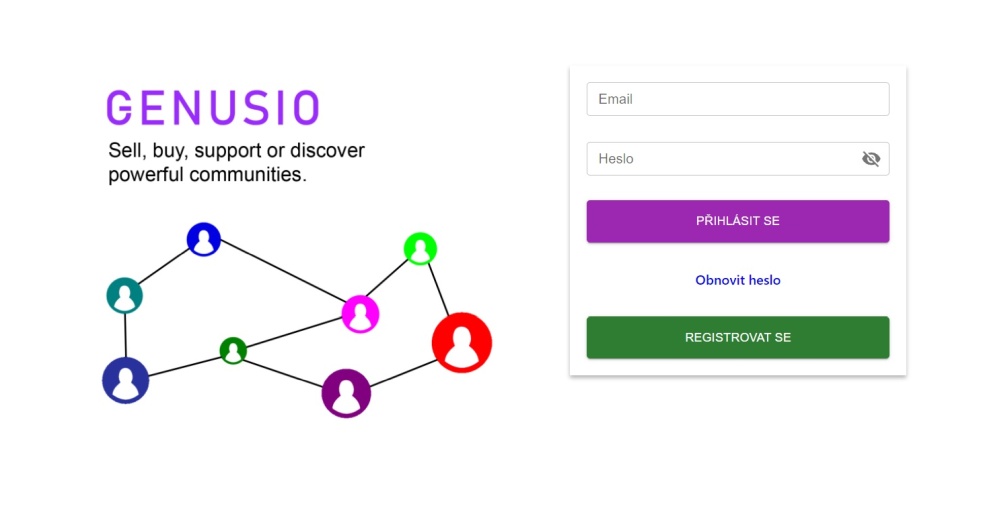 GENUSIO
Sell, buy, support or discover
powerful communities.
Email
Heslo
PŘIHLÁSIT SE
Obnovit heslo
REGISTROVAT SE